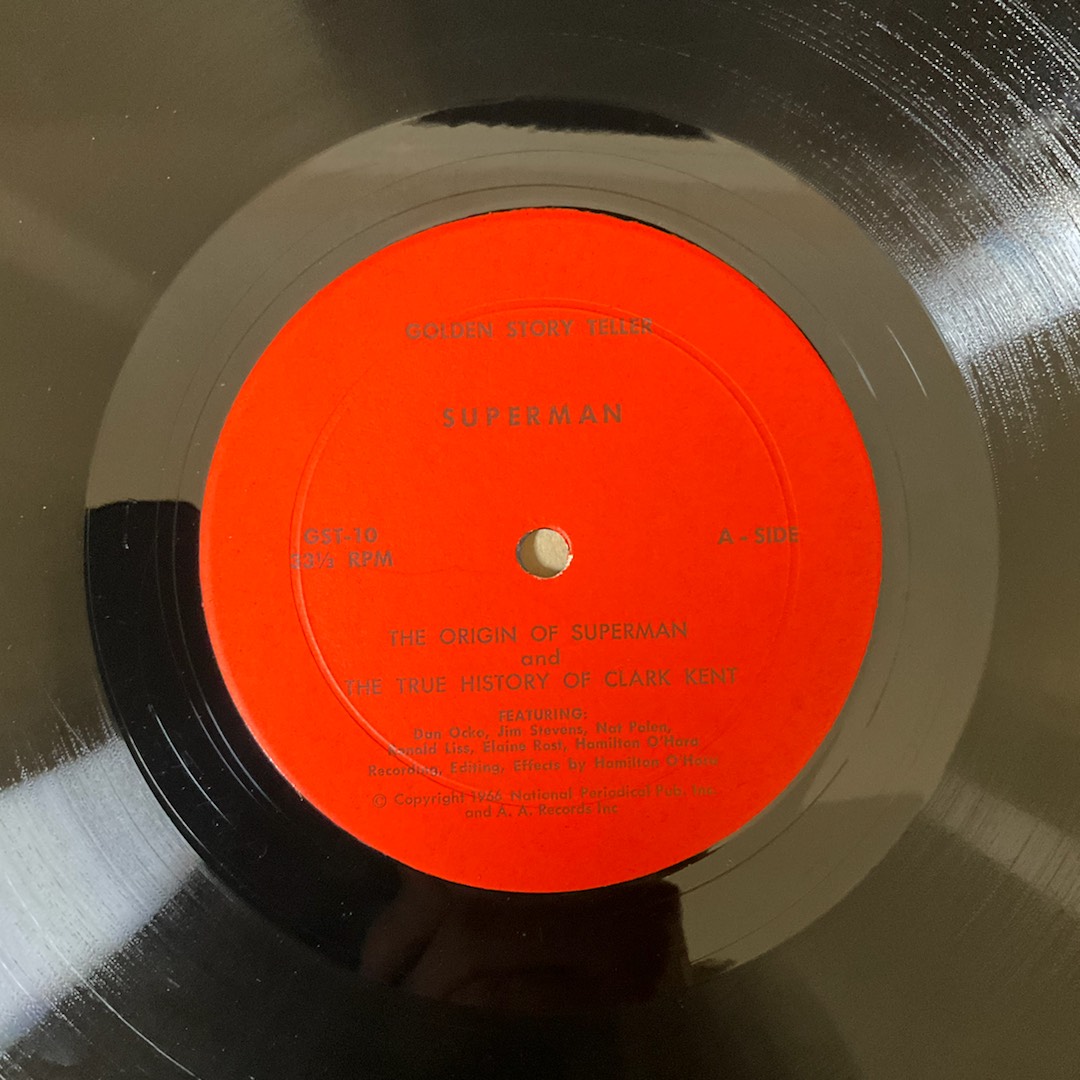 GOLDEN STORY TELLER
SUPERMAN
GST-10
33⅓ RPM
A-SIDE
THE ORIGIN OF SUPERMAN
and
THE TRUE HISTORY OF CLARK KENT
FEATURING:
Dan Ocko, Jim Stevens, Nat Polen,
Ronald Liss, Elaine Rost, Hamilton O'Hara
Recording, Editing, Effects by Hamilton O'Hara
© Copyright 1966 National Periodical Pub. Inc.
and A. A. Records Inc